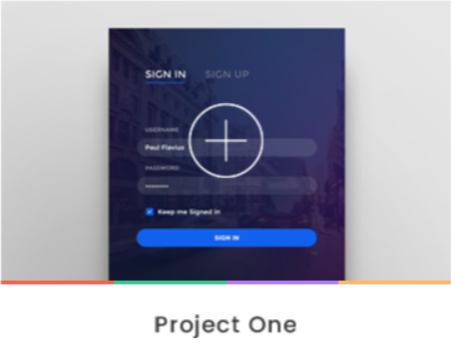 SIGN IN SIGN UP
USERNAME
Paul Flavius
PASSWORD
Keep me Signed in
SIGN IN
Project One